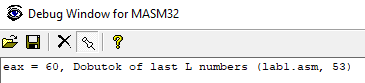 Debug Window for MASM32
eax = 60, Dobutok of last L numbers (lab1.asm, 53)